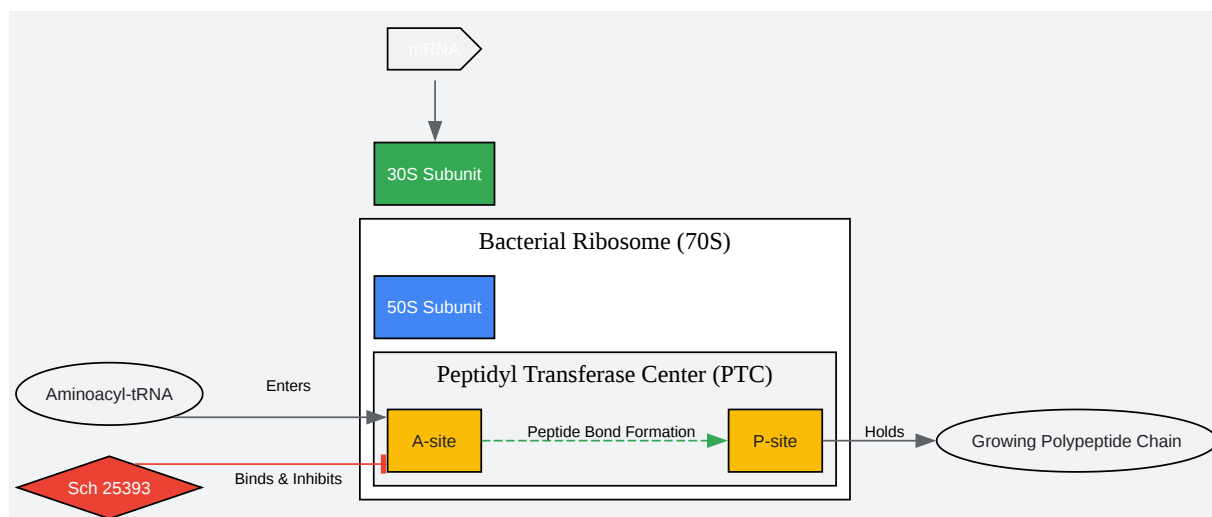 mRNA
30S Subunit
Bacterial Ribosome (70S)
50S Subunit
Peptidyl Transferase Center (PTC)
Aminoacyl-tRNA
Enters
A-site
Peptide Bond Formation
P-site
Holds
Growing Polypeptide Chain
Sch 25393
Binds & Inhibits